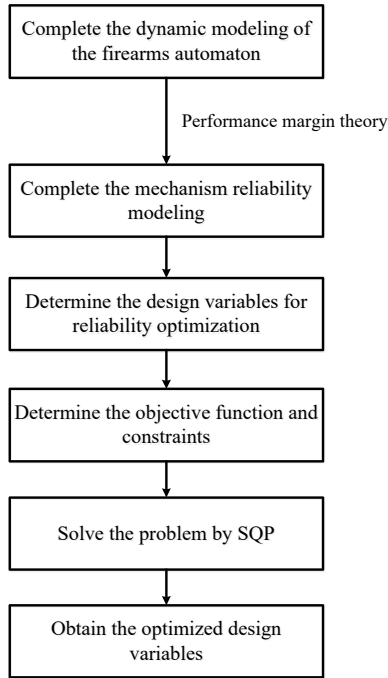 Complete the dynamic modeling of
the firearms automaton
Performance margin theory
Complete the mechanism reliability
modeling
Determine the design variables for
reliability optimization
Determine the objective function and
constraints
Solve the problem by SQP
Obtain the optimized design
variables